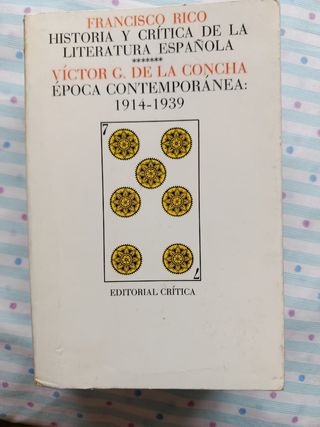 FRANCISCO RICO
HISTORIA Y CRÍTICA DE LA
LITERATURA ESPAÑOLA
*******
VÍCTOR G. DE LA CONCHA
ÉPOCA CONTEMPORÁNEA:
1914-1939
7
7
EDITORIAL CRÍTICA